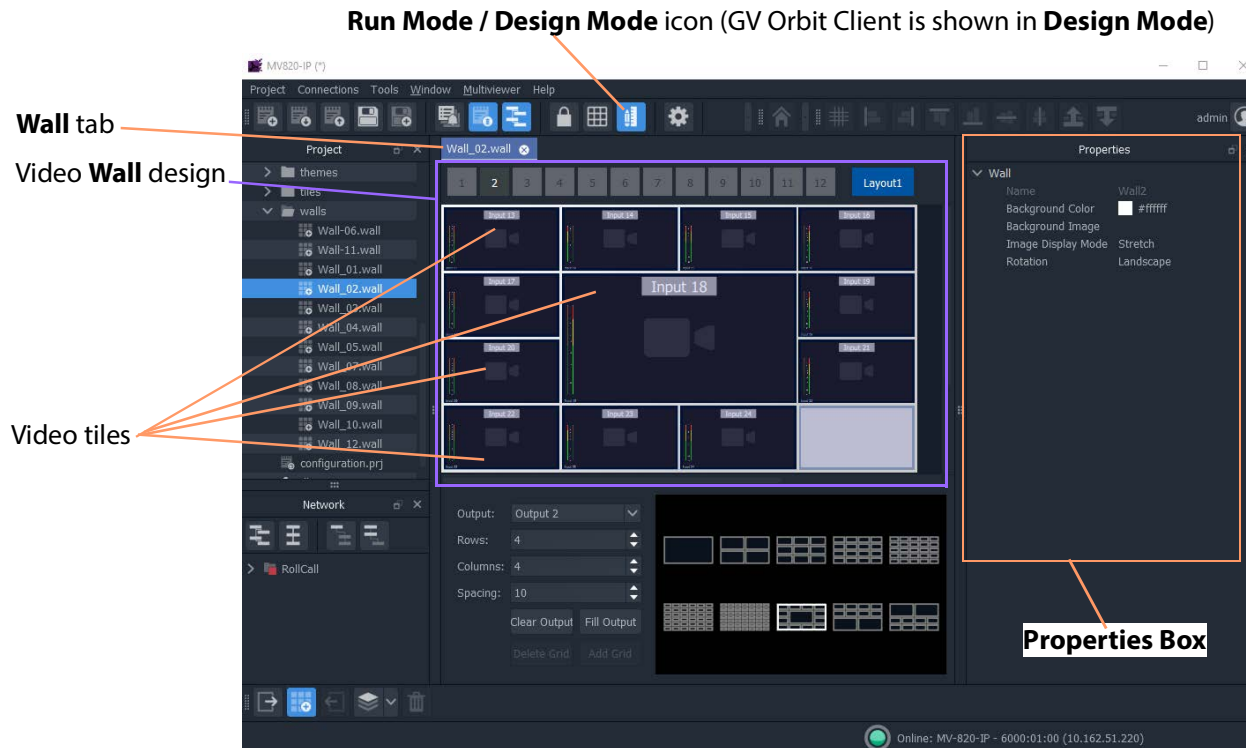 Run Mode / Design Mode icon (GV Orbit Client is shown in Design Mode)
MV820-IP (*)
Project Connections Tools Window Multiviewer Help
admin
Wall tab
Video Wall design
Video tiles
Project
themes
tiles
walls
Wall-06.wall
Wall-11.wall
Wall_01.wall
Wall_02.wall
Wall_03.wall
Wall_04.wall
Wall_05.wall
Wall_07.wall
Wall_08.wall
Wall_09.wall
Wall_10.wall
Wall_12.wall
configuration.prj
Network
RollCall
Wall_02.wall
1 2 3 4 5 6 7 8 9 10 11 12 Layout1
Input 13 Input 14 Input 15 Input 16
Input 17 Input 18 Input 19
Input 20 Input 21
Input 22 Input 23 Input 24
Output: Output 2
Rows: 4
Columns: 4
Spacing: 10
Clear Output Fill Output
Delete Grid Add Grid
Properties
Wall
Name Wall2
Background Color #ffffff
Background Image
Image Display Mode Stretch
Rotation Landscape
Properties Box
Online: MV-820-IP - 6000:01:00 (10.162.51.220)